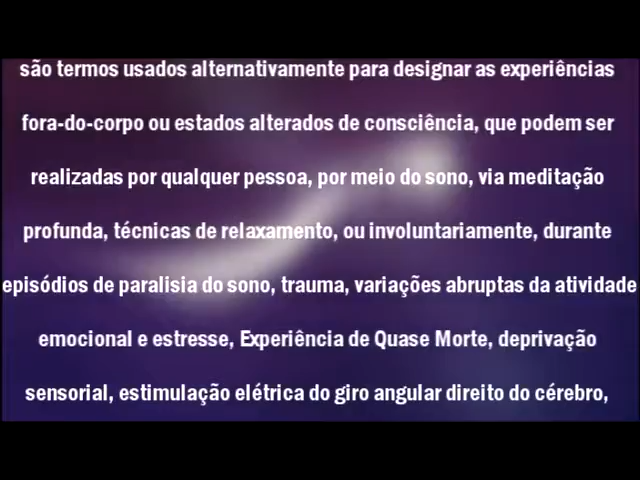 são termos usados alternativamente para designar as experiências
fora-do-corpo ou estados alterados de consciência, que podem ser
realizadas por qualquer pessoa, por meio do sono, via meditação
profunda, técnicas de relaxamento, ou involuntariamente, durante
episódios de paralisia do sono, trauma, variações abruptas da atividade
emocional e estresse, Experiência de Quase Morte, deprivação
sensorial, estimulação elétrica do giro angular direito do cérebro,